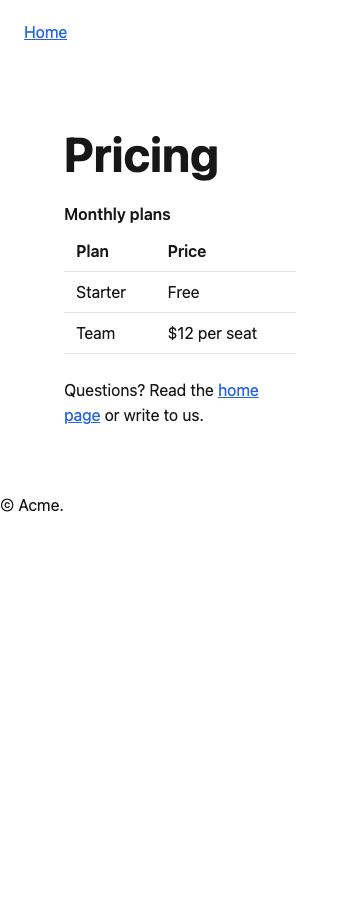 Home
Pricing
Monthly plans
Plan Price
Starter Free
Team $12 per seat
Questions? Read the home
page or write to us.
© Acme.